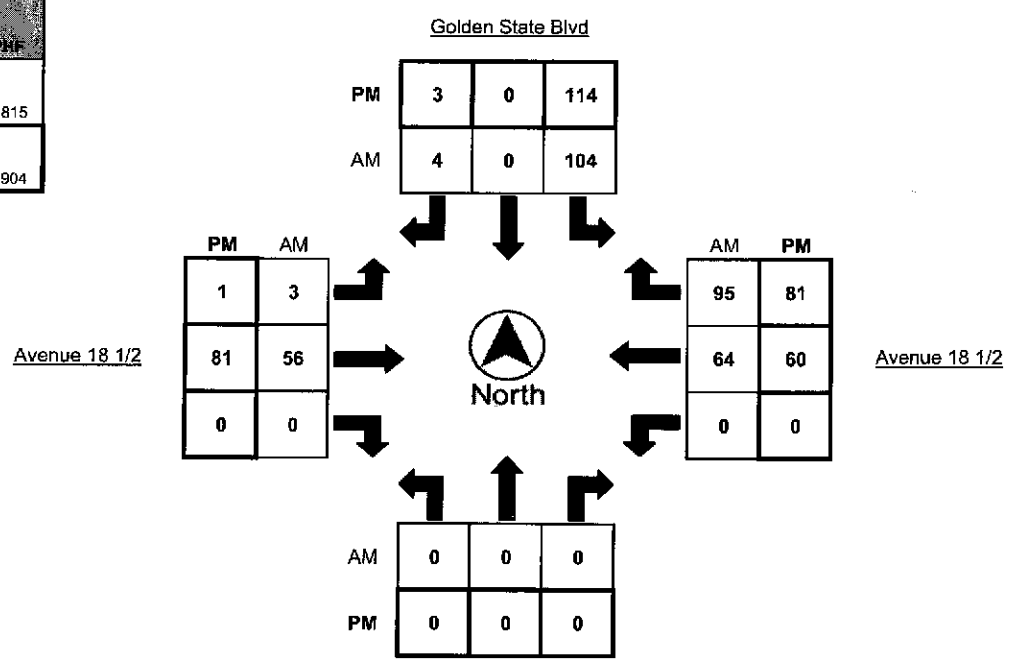 PHF
815
904
Golden State Blvd
PM 3 0 114
AM 4 0 104
PM AM
1 3
81 56
0 0
Avenue 18 1/2
North
AM PM
95 81
64 60
0 0
Avenue 18 1/2
AM 0 0 0
PM 0 0 0